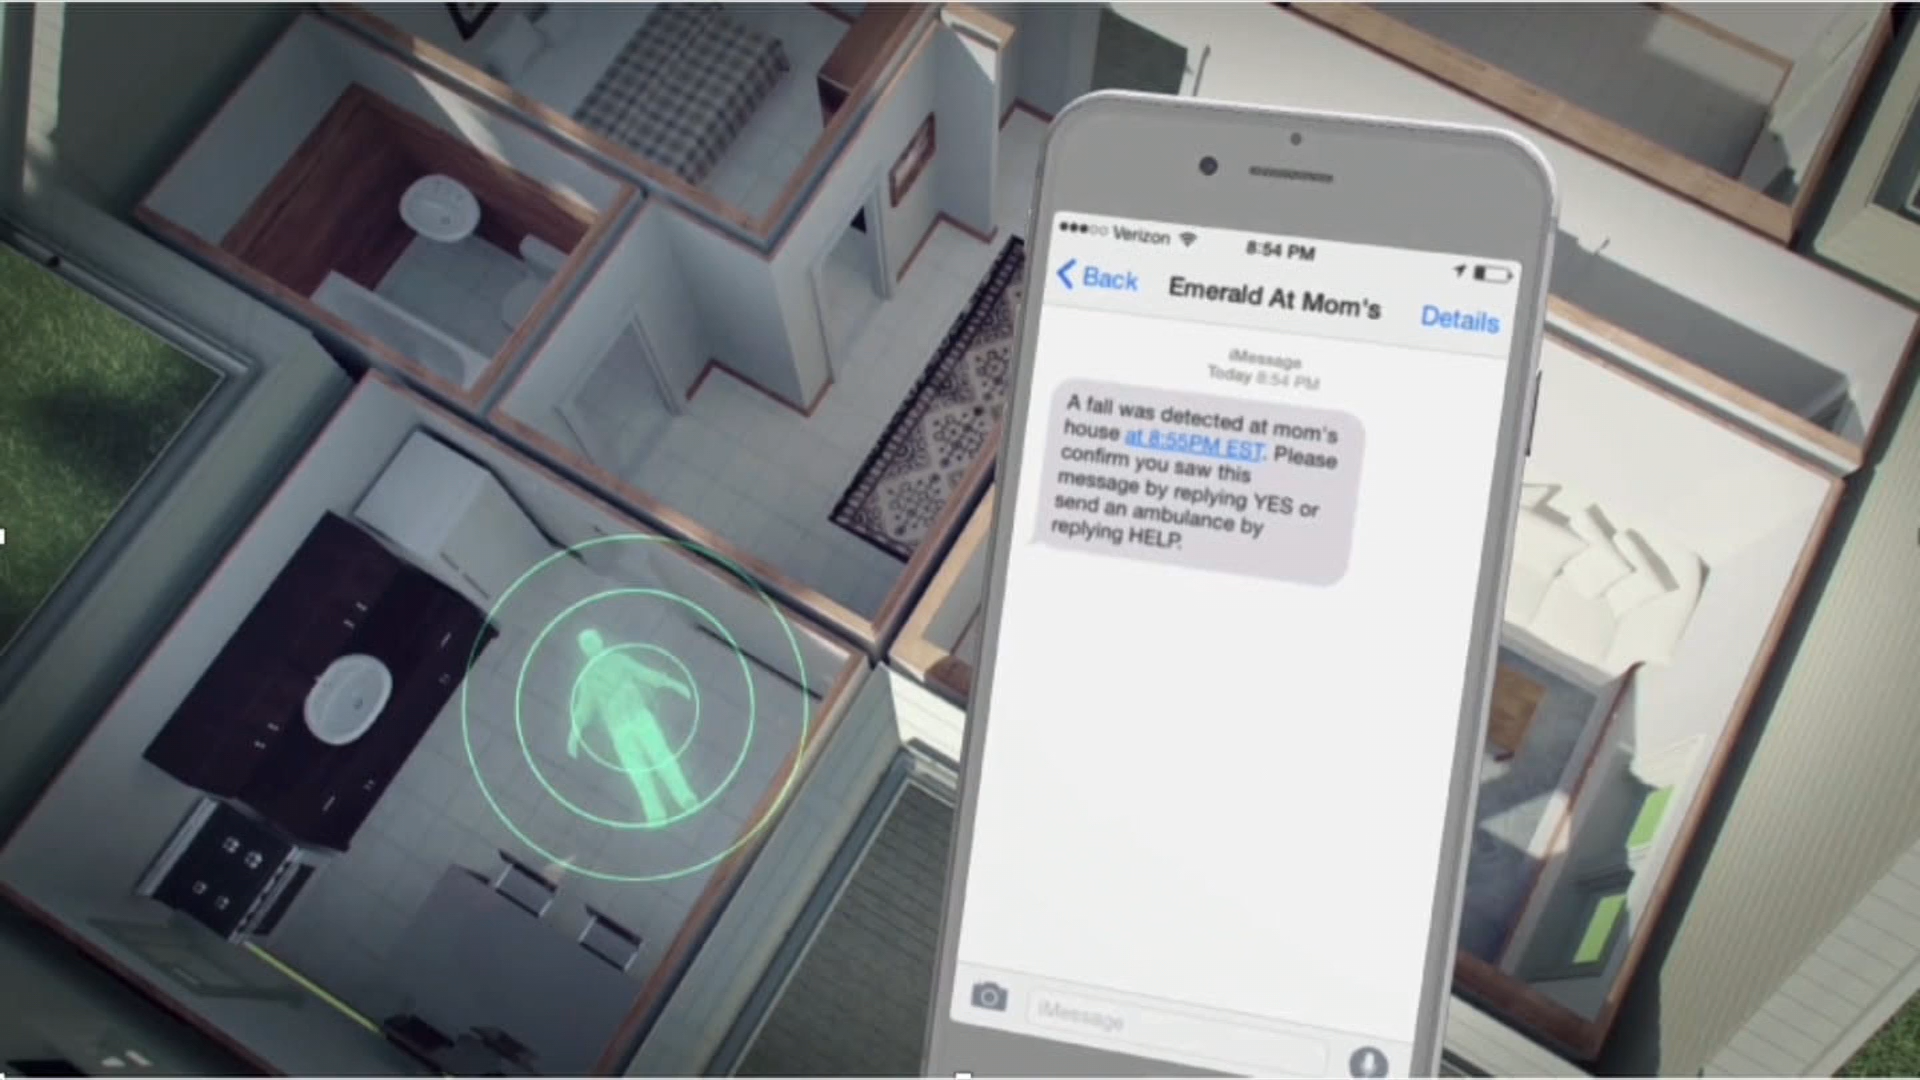 Verizon 8:54 PM
Back Emerald At Mom's Details
iMessage
Today 8:54 PM
A fall was detected at mom's
house at 8:55PM EST. Please
confirm you saw this
message by replying YES or
send an ambulance by
replying HELP.
iMessage